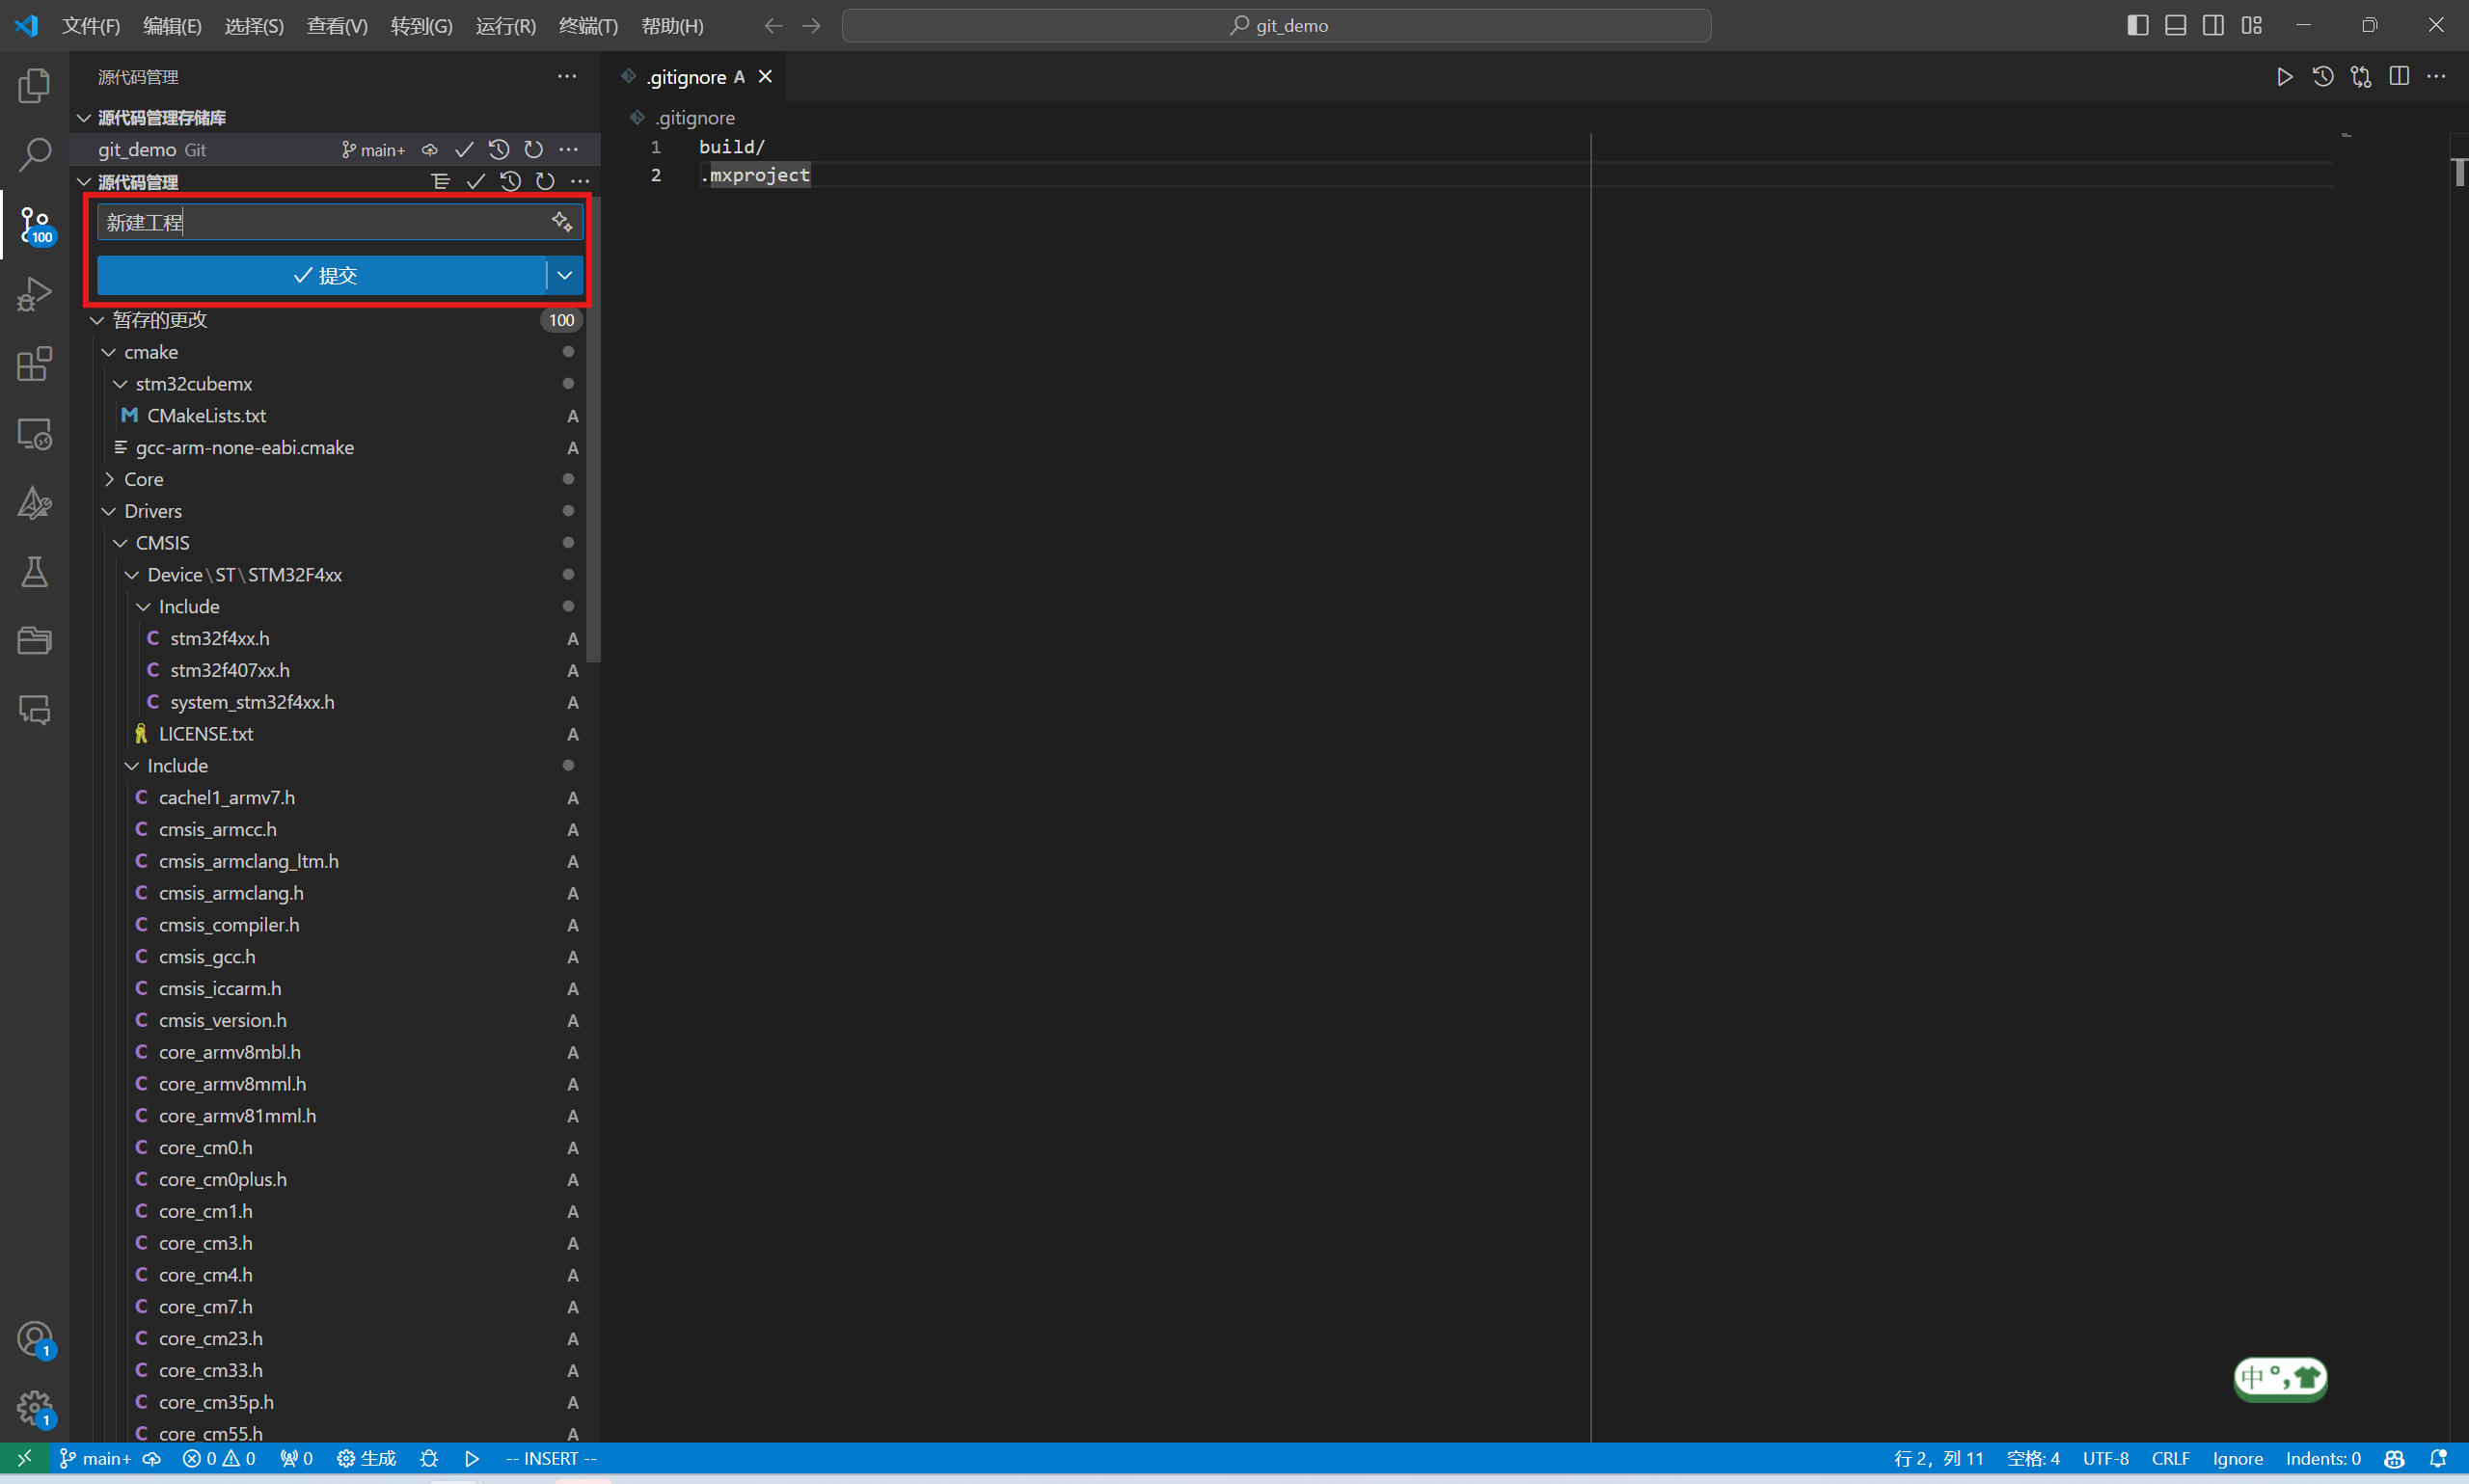 文件(F) 编辑(E) 选择(S) 查看(V) 转到(G) 运行(R) 终端(T) 帮助(H) git_demo
源代码管理
源代码管理存储库
git_demo Git main+
源代码管理
新建工程
提交
暂存的更改 100
cmake
stm32cubemx
CMakeLists.txt A
gcc-arm-none-eabi.cmake A
Core
Drivers
CMSIS
Device\ST\STM32F4xx
Include
stm32f4xx.h A
stm32f407xx.h A
system_stm32f4xx.h A
LICENSE.txt A
Include
cachel1_armv7.h A
cmsis_armcc.h A
cmsis_armclang_ltm.h A
cmsis_armclang.h A
cmsis_compiler.h A
cmsis_gcc.h A
cmsis_iccarm.h A
cmsis_version.h A
core_armv8mbl.h A
core_armv8mml.h A
core_armv81mml.h A
core_cm0.h A
core_cm0plus.h A
core_cm1.h A
core_cm3.h A
core_cm4.h A
core_cm7.h A
core_cm23.h A
core_cm33.h A
core_cm35p.h A
core_cm55.h A
100
1
1
.gitignore A
.gitignore
1 build/
2 .mxproject
中 °,
main+ 0 0 0 生成 -- INSERT -- 行 2，列 11 空格: 4 UTF-8 CRLF Ignore Indents: 0